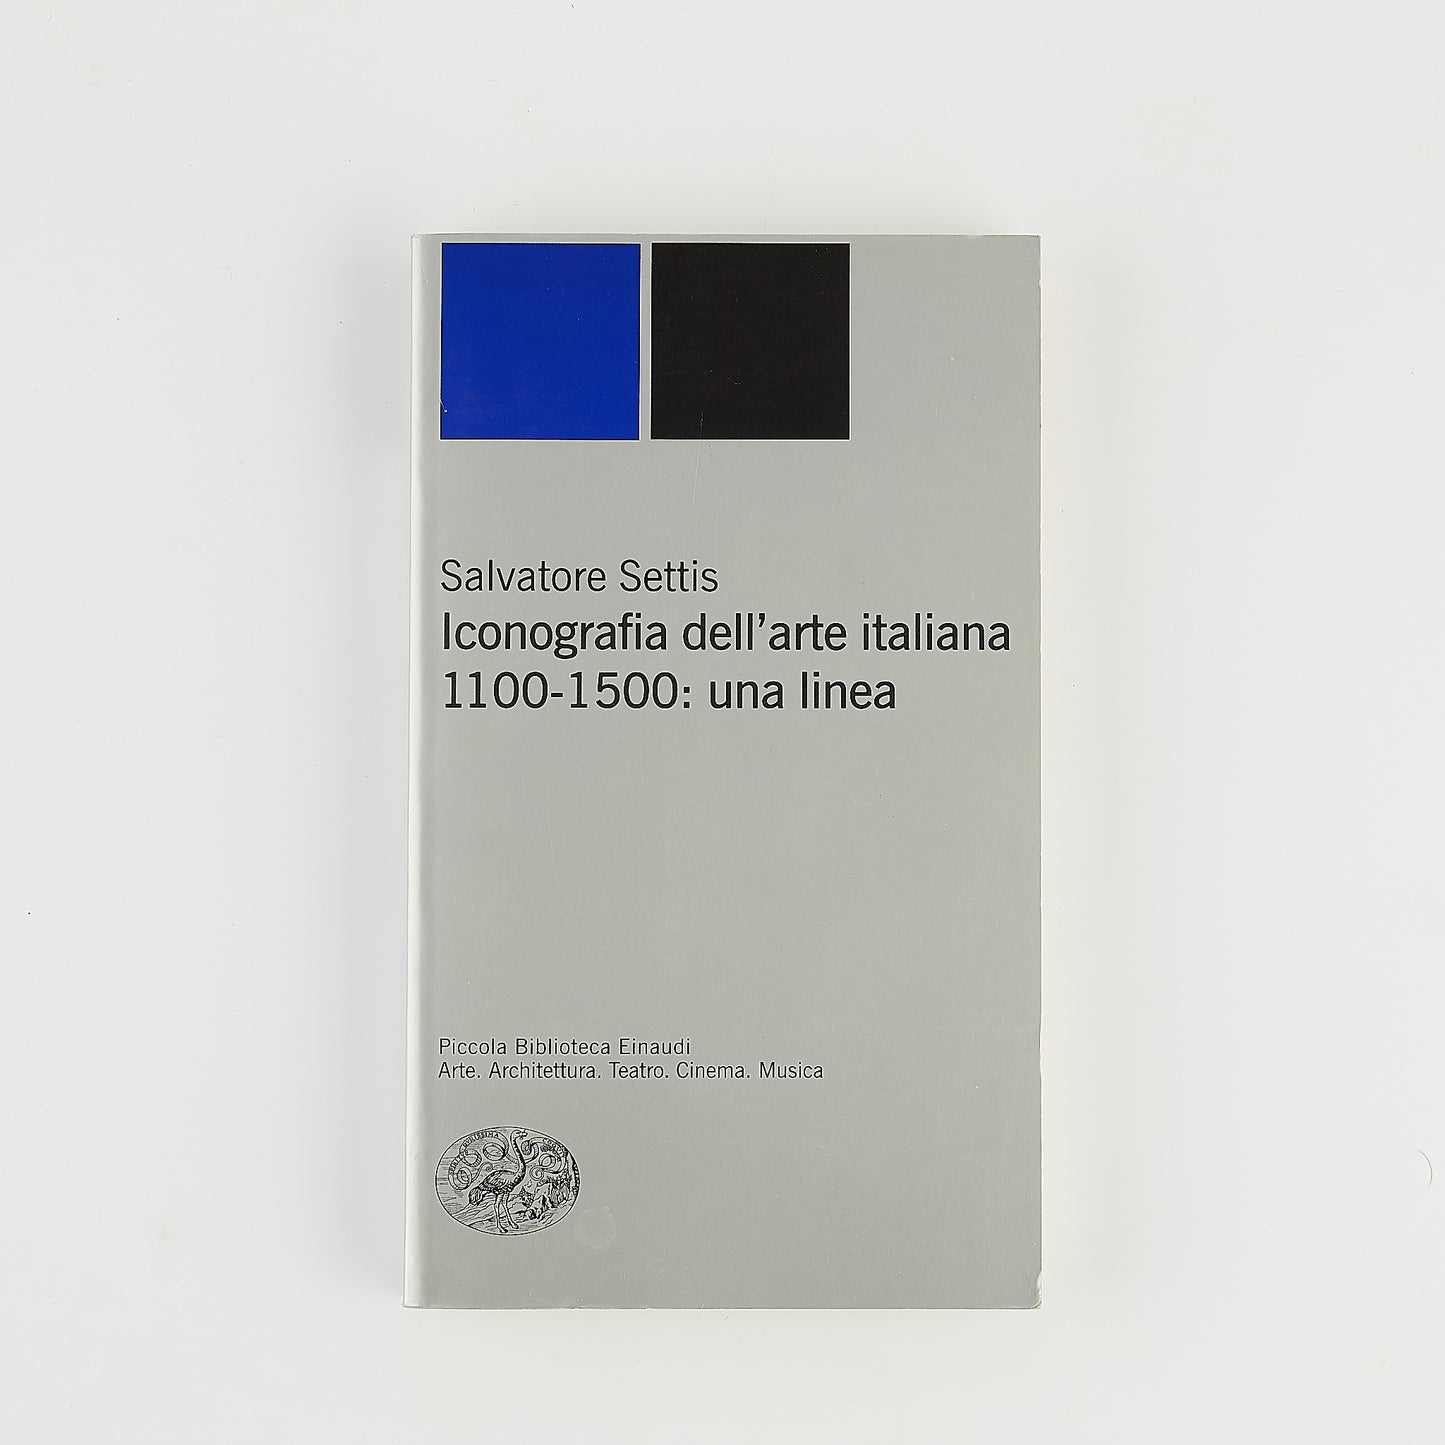 Salvatore Settis
Iconografia dell’arte italiana
1100-1500: una linea
Piccola Biblioteca Einaudi
Arte. Architettura. Teatro. Cinema. Musica